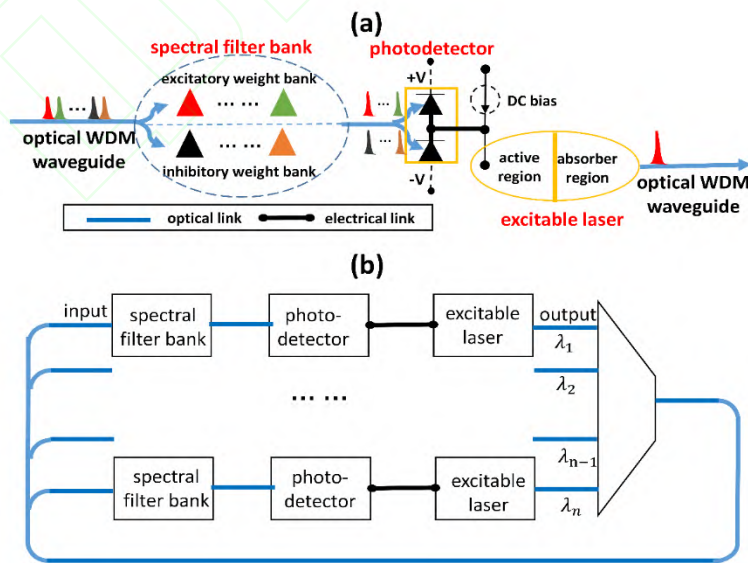 (a)
spectral filter bank
photodetector
excitatory weight bank
+V
... ...
...
DC bias
optical WDM
waveguide
... ...
...
inhibitory weight bank
-V
active
region
absorber
region
optical WDM
waveguide
excitable laser
optical link
electrical link
(b)
input
spectral
filter bank
photo-
detector
excitable
laser
output
λ₁
λ₂
... ...
λₙ₋₁
spectral
filter bank
photo-
detector
excitable
laser
λₙ